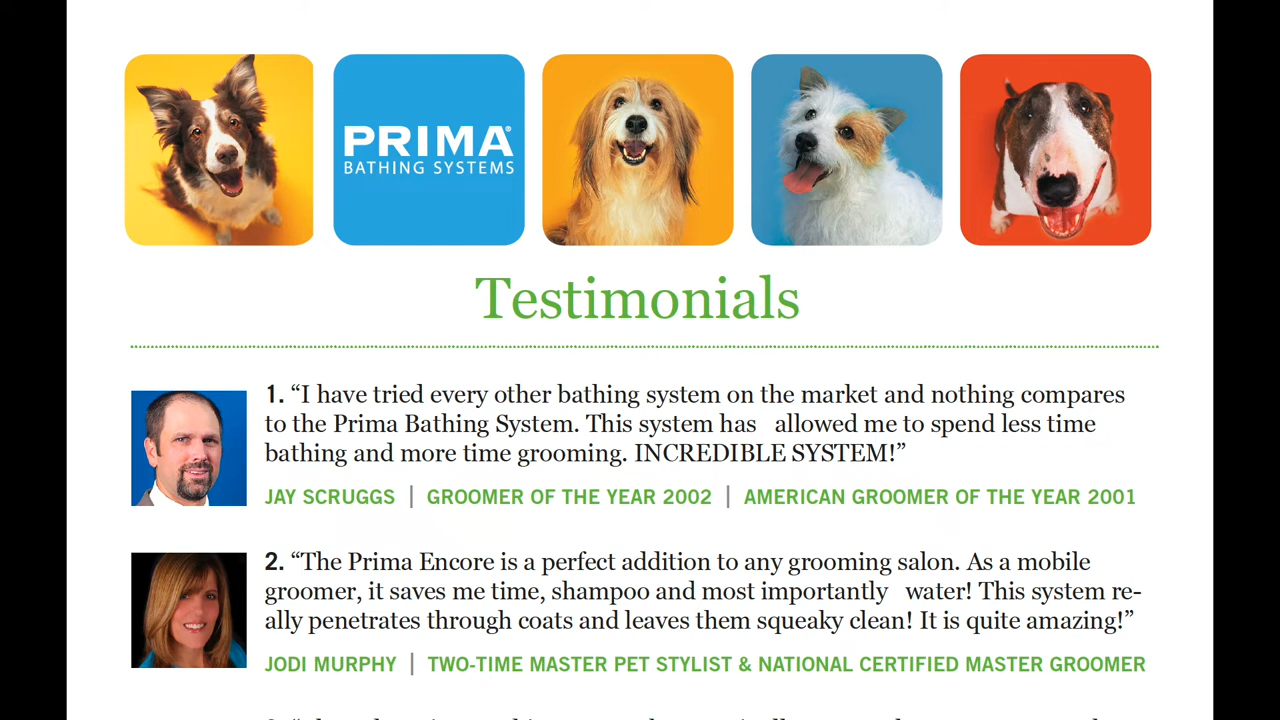 PRIMA®
BATHING SYSTEMS
Testimonials
1. “I have tried every other bathing system on the market and nothing compares
to the Prima Bathing System. This system has allowed me to spend less time
bathing and more time grooming. INCREDIBLE SYSTEM!”
JAY SCRUGGS | GROOMER OF THE YEAR 2002 | AMERICAN GROOMER OF THE YEAR 2001
2. “The Prima Encore is a perfect addition to any grooming salon. As a mobile
groomer, it saves me time, shampoo and most importantly water! This system re-
ally penetrates through coats and leaves them squeaky clean! It is quite amazing!”
JODI MURPHY | TWO-TIME MASTER PET STYLIST & NATIONAL CERTIFIED MASTER GROOMER